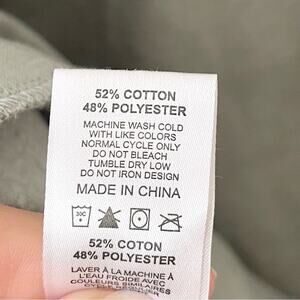 52% COTTON
48% POLYESTER
MACHINE WASH COLD
WITH LIKE COLORS
NORMAL CYCLE ONLY
DO NOT BLEACH
TUMBLE DRY LOW
DO NOT IRON DESIGN
MADE IN CHINA
30C
52% COTON
48% POLYESTER
LAVER À LA MACHINE À
L'EAU FROIDE AVEC
COULEURS SIMILAIRES